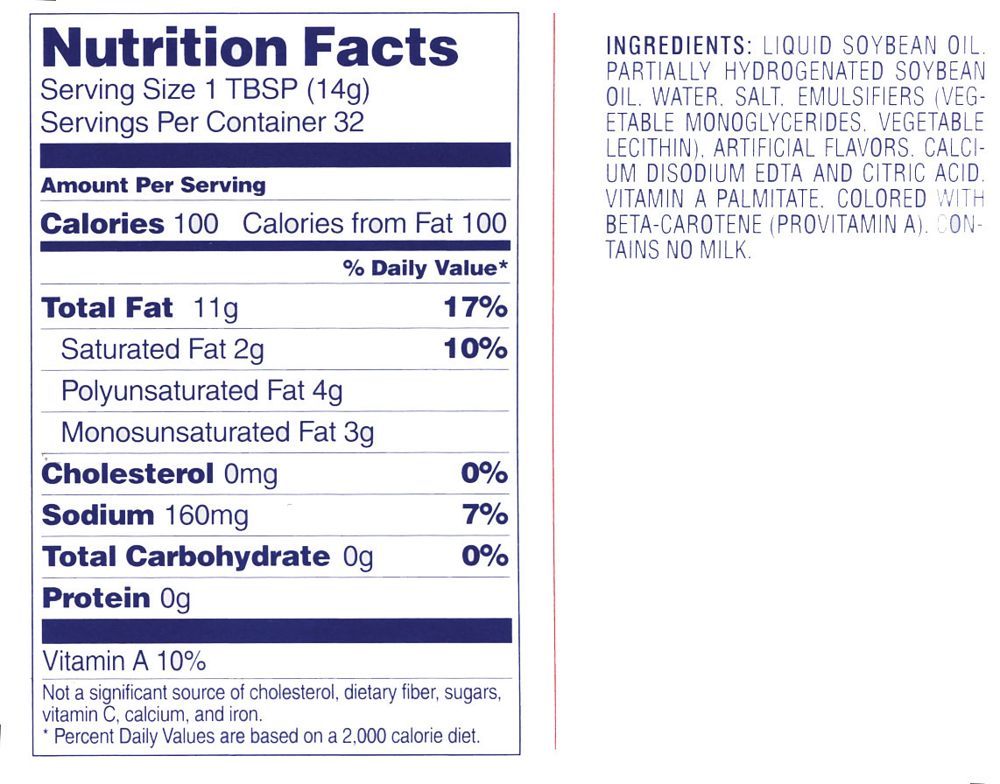 Nutrition Facts
Serving Size 1 TBSP (14g)
Servings Per Container 32
Amount Per Serving
Calories 100 Calories from Fat 100
% Daily Value*
Total Fat 11g 17%
Saturated Fat 2g 10%
Polyunsaturated Fat 4g
Monosunsaturated Fat 3g
Cholesterol 0mg 0%
Sodium 160mg 7%
Total Carbohydrate 0g 0%
Protein 0g
Vitamin A 10%
Not a significant source of cholesterol, dietary fiber, sugars,
vitamin C, calcium, and iron.
* Percent Daily Values are based on a 2,000 calorie diet.
INGREDIENTS: LIQUID SOYBEAN OIL,
PARTIALLY HYDROGENATED SOYBEAN
OIL, WATER, SALT, EMULSIFIERS (VEG-
ETABLE MONOGLYCERIDES, VEGETABLE
LECITHIN), ARTIFICIAL FLAVORS, CALCI-
UM DISODIUM EDTA AND CITRIC ACID,
VITAMIN A PALMITATE, COLORED WITH
BETA-CAROTENE (PROVITAMIN A). CON-
TAINS NO MILK.